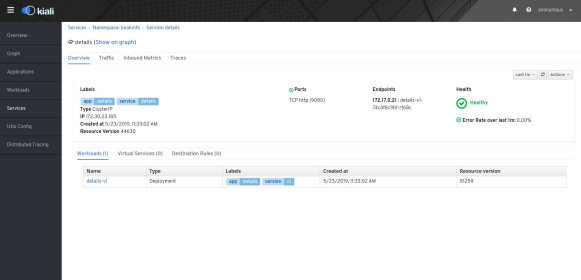 kiali
anonymous
Overview
Graph
Applications
Workloads
Services
Istio Config
Distributed Tracing
Services › Namespace: bookinfo › Service: details
details (Show on graph)
Overview Traffic Inbound Metrics Traces
Last 1m Actions
Labels
app details service details
Type ClusterIP
IP 172.30.23.185
Created at 5/23/2019, 11:33:02 AM
Resource Version 44630
Ports
TCP http (9080)
Endpoints
172.17.0.21 : details-v1-
Health
Healthy
Error Rate over last 1m: 0.00%
Workloads (1) Virtual Services (0) Destination Rules (0)
Name Type Labels Created at Resource version
details-v1 Deployment app details version v1 5/23/2019, 11:33:02 AM 81259